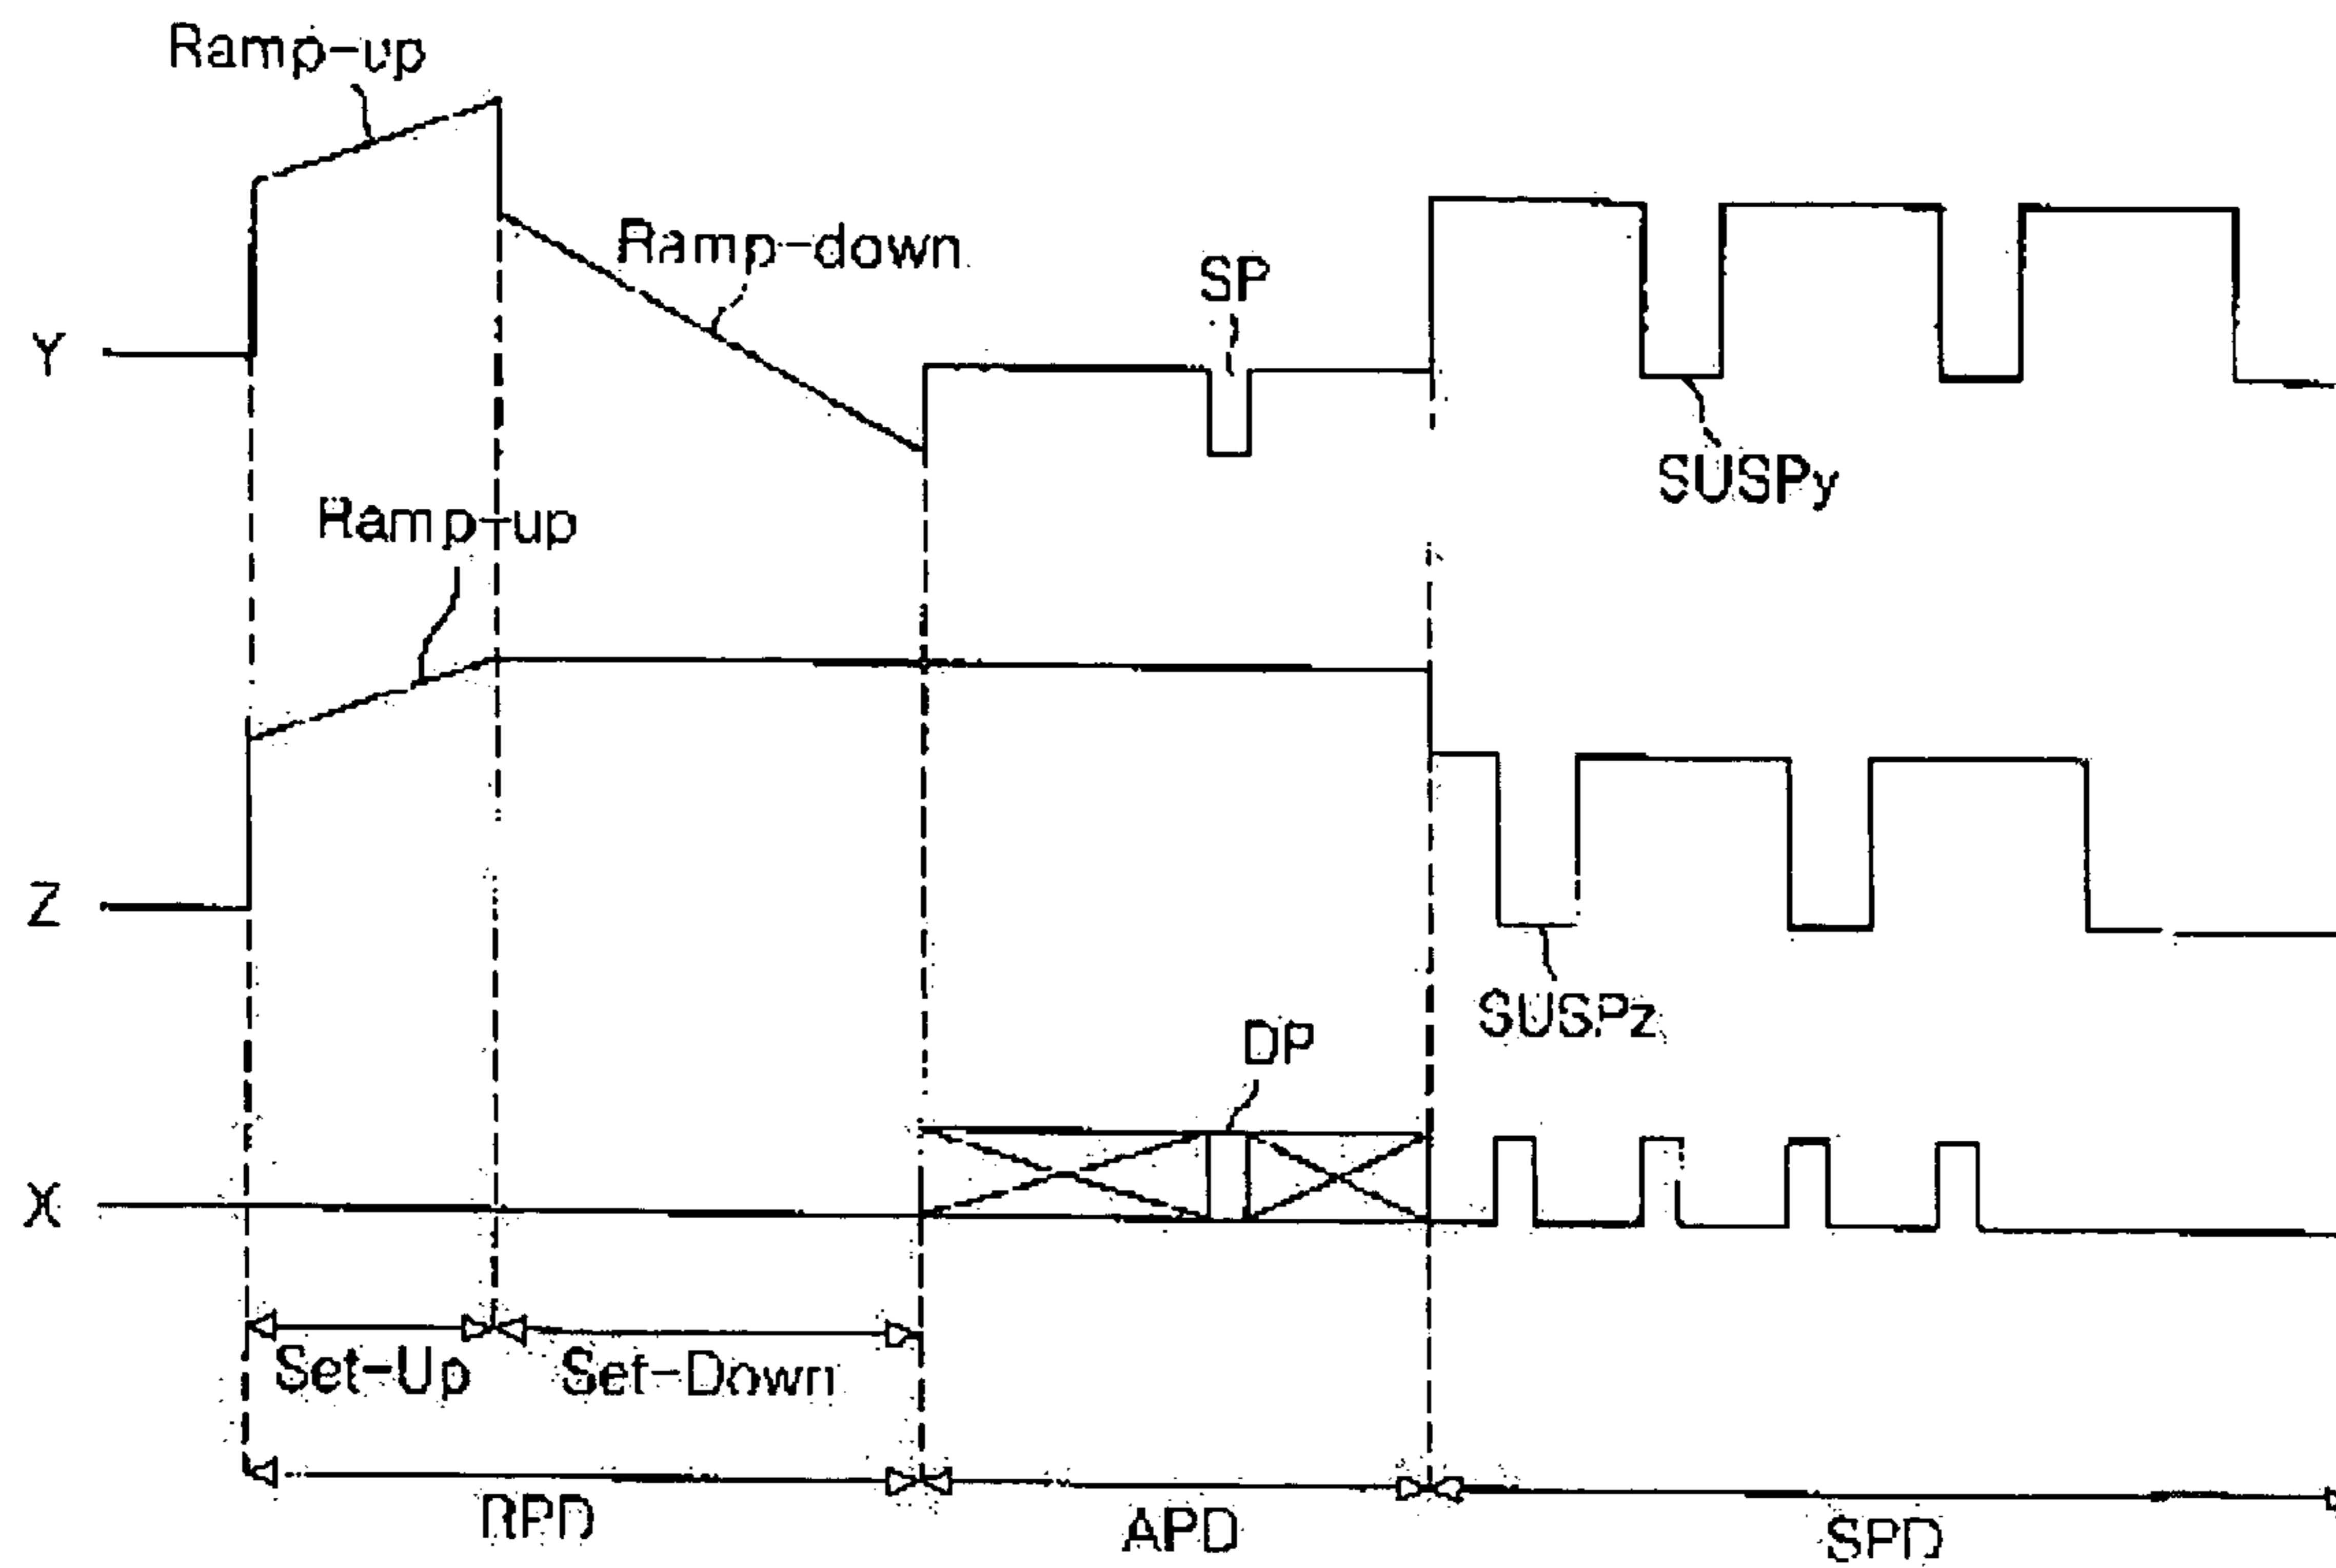 Ramp-up
Ramp-down
SP
Y
SUSPy
Ramp-up
Z
SUSPz
DP
X
Set-Up
Set-Down
RPD
APD
SPD